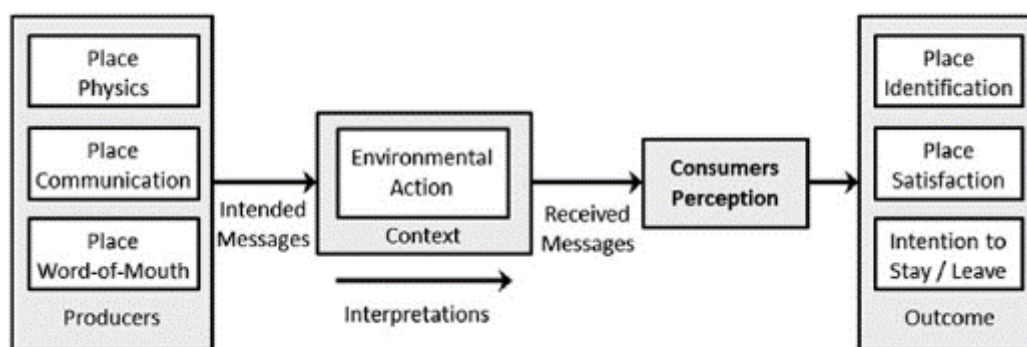 Place
Physics
Place
Communication
Place
Word-of-Mouth
Producers
Intended
Messages
Environmental
Action
Context
Interpretations
Received
Messages
Consumers
Perception
Place
Identification
Place
Satisfaction
Intention to
Stay / Leave
Outcome